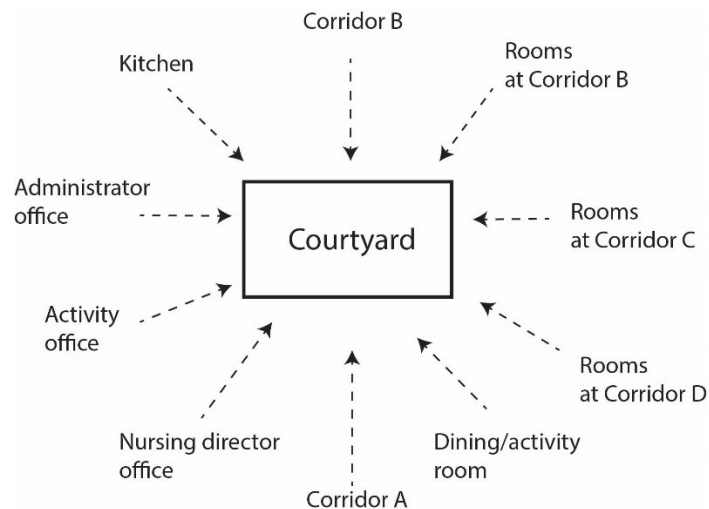 Corridor B
Kitchen
Rooms
at Corridor B
Administrator
office
Courtyard
Rooms
at Corridor C
Activity
office
Rooms
at Corridor D
Nursing director
office
Dining/activity
room
Corridor A